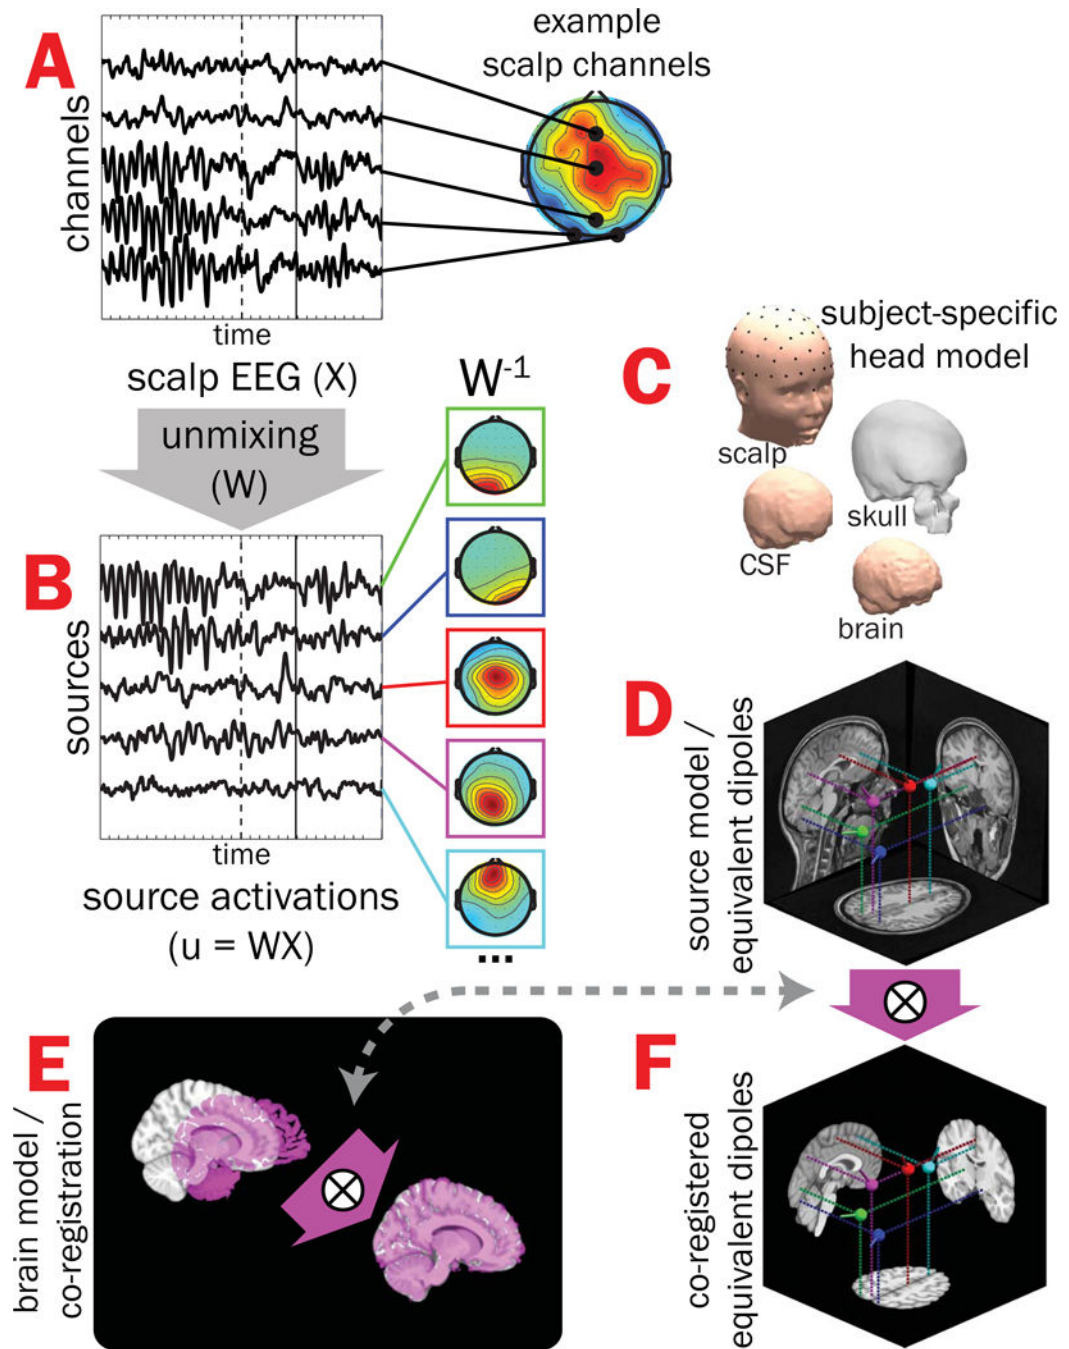 A
channels
time
scalp EEG (X)
example
scalp channels
unmixing
(W)
W-1
B
sources
time
source activations
(u = WX)
...
C
subject-specific
head model
scalp
skull
CSF
brain
D
source model /
equivalent dipoles
E
brain model /
co-registration
F
co-registered
equivalent dipoles